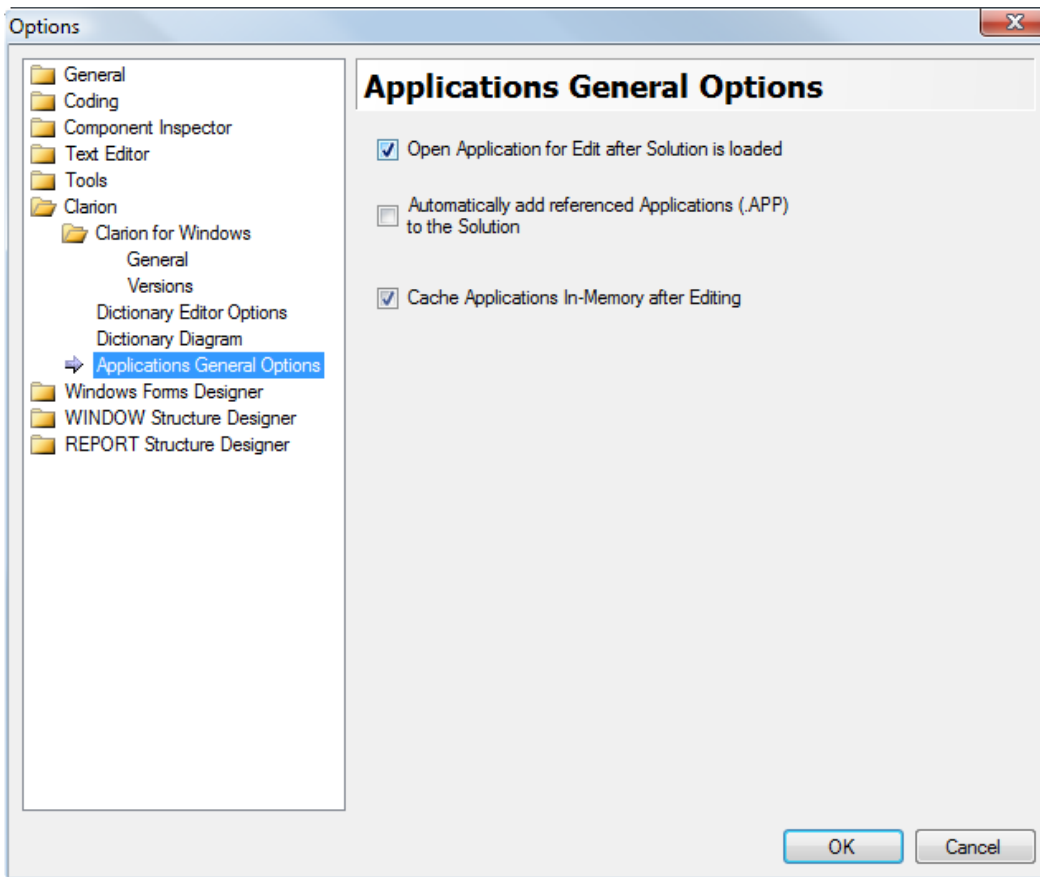 Options
General
Coding
Component Inspector
Text Editor
Tools
Clarion
Clarion for Windows
General
Versions
Dictionary Editor Options
Dictionary Diagram
Applications General Options
Windows Forms Designer
WINDOW Structure Designer
REPORT Structure Designer
Applications General Options
Open Application for Edit after Solution is loaded
Automatically add referenced Applications (.APP)
to the Solution
Cache Applications In-Memory after Editing
OK
Cancel